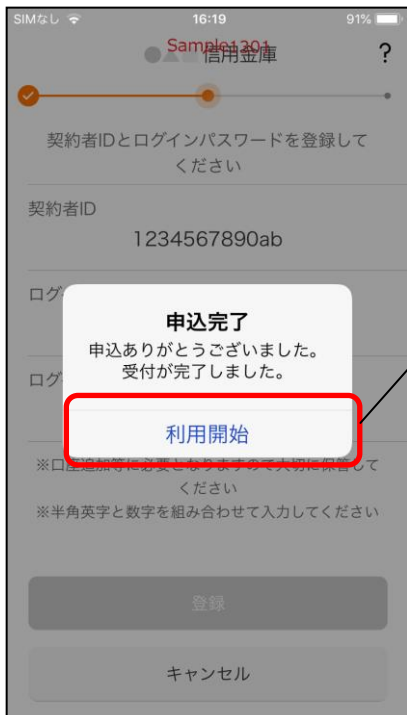 SIMなし 16:19 91%
Sample1301
●▲■信用金庫 ?
契約者IDとログインパスワードを登録して
ください
契約者ID
1234567890ab
ログ
申込完了
申込ありがとうございました。
受付が完了しました。
ログ
利用開始
※口座追加等に必要となりますので大切に保管して
ください
※半角英字と数字を組み合わせて入力してください
登録
キャンセル